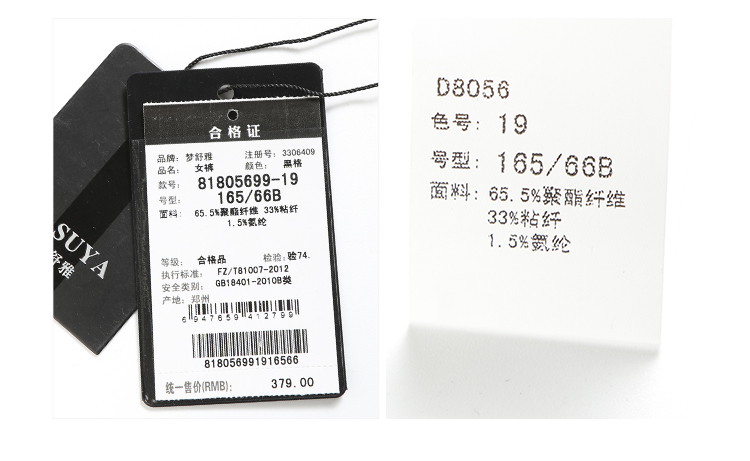 SUYA
舒雅
合格证
品牌: 梦舒雅 注册号: 3306409
品名: 女裤 颜色: 黑格
款号: 81805699-19
号型: 165/66B
面料: 65.5%聚酯纤维 33%粘纤
1.5%氨纶
等级: 合格品 检验: 验74.
执行标准: FZ/T81007-2012
安全类别: GB18401-2010B类
产地: 郑州
6 947659 412799
818056991916566
统一售价(RMB): 379.00
D8056
色号: 19
号型: 165/66B
面料: 65.5%聚酯纤维
33%粘纤
1.5%氨纶